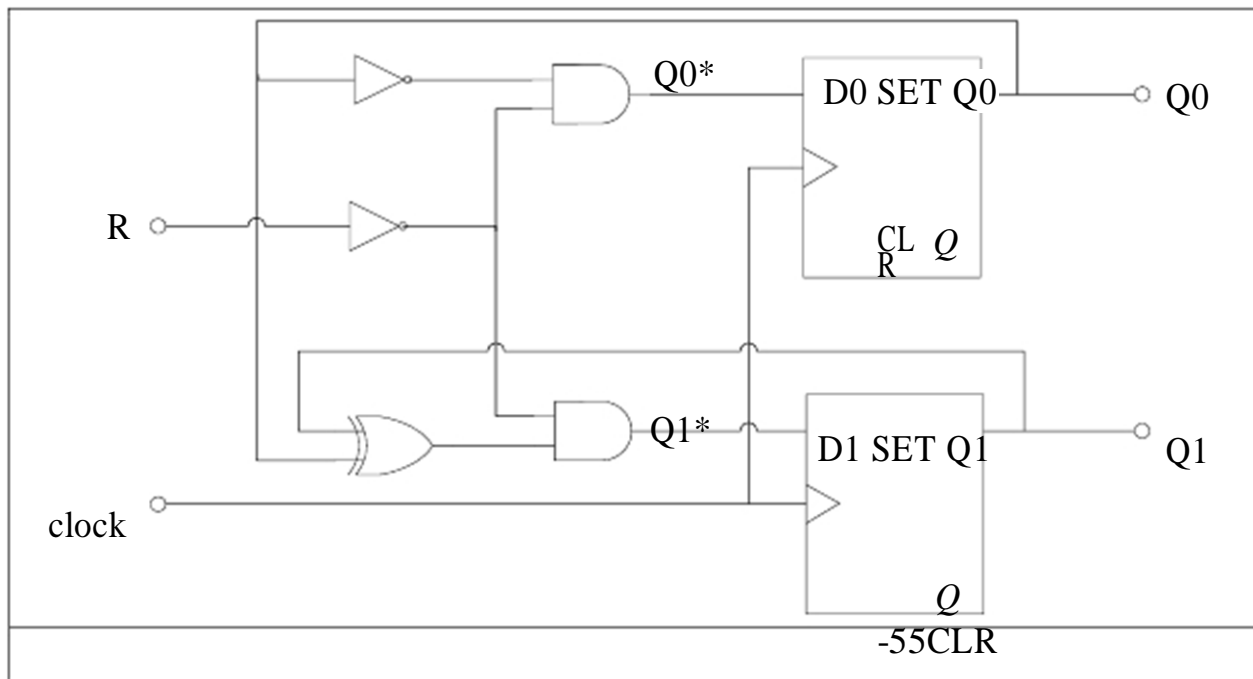 Q0*
D0 SET Q0
Q0
R
CL
R
Q
Q1*
D1 SET Q1
Q1
clock
Q
-55CLR